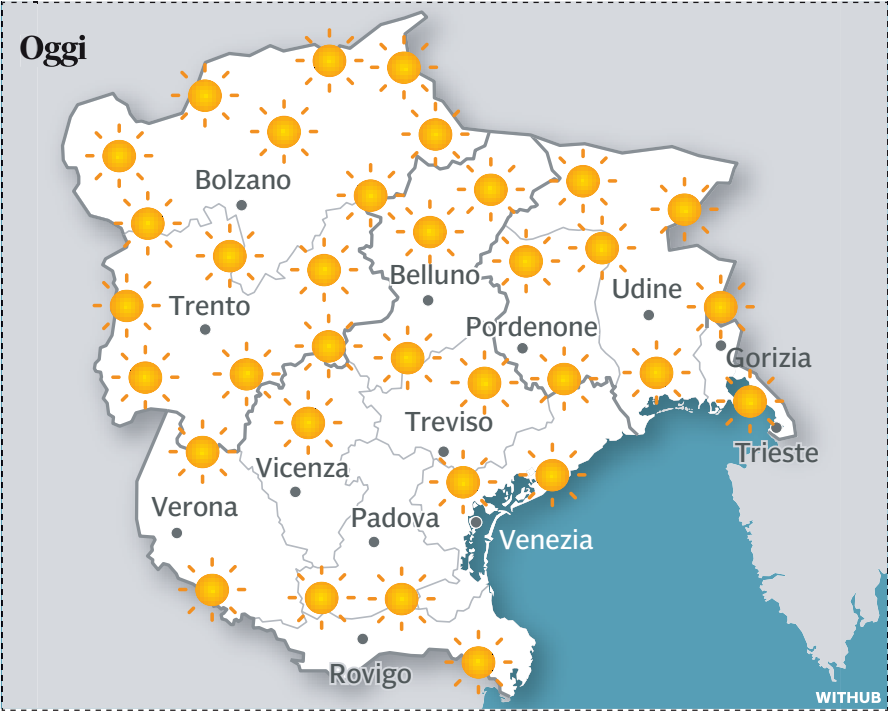 Oggi
Bolzano
Belluno
Trento
Udine
Pordenone
Gorizia
Treviso
Trieste
Vicenza
Verona
Padova
Venezia
Rovigo
WITHUB